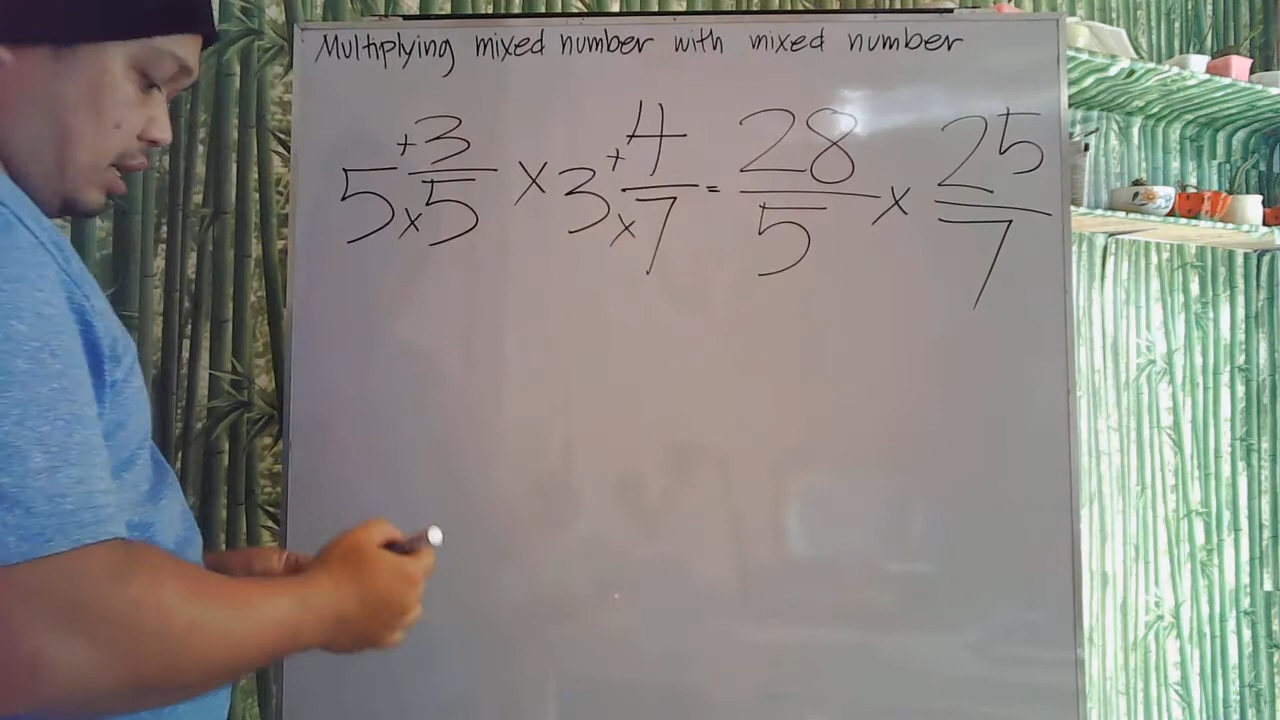 Multiplying mixed number with mixed number
5 +3/×5 × 3 +4/×7 = 28/5 × 25/7